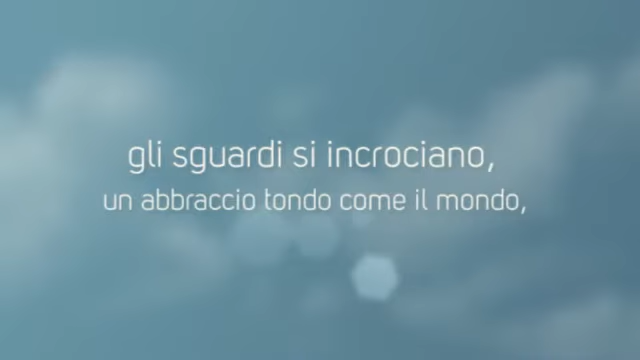 gli sguardi si incrociano,
un abbraccio tondo come il mondo,